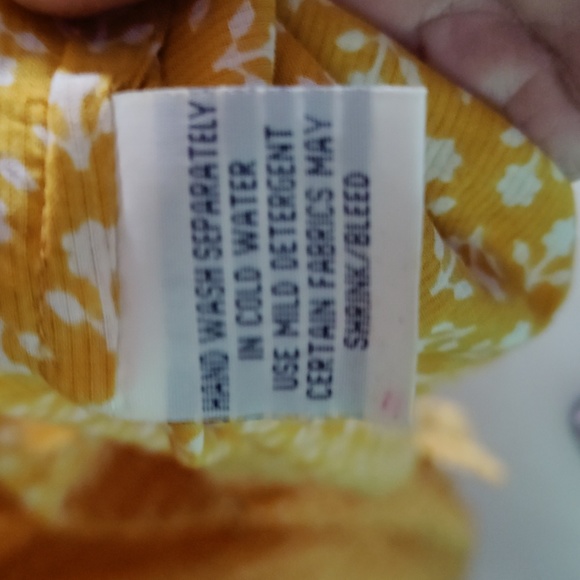 HAND WASH SEPARATELY
IN COLD WATER
USE MILD DETERGENT
CERTAIN FABRICS MAY
SHRINK/BLEED